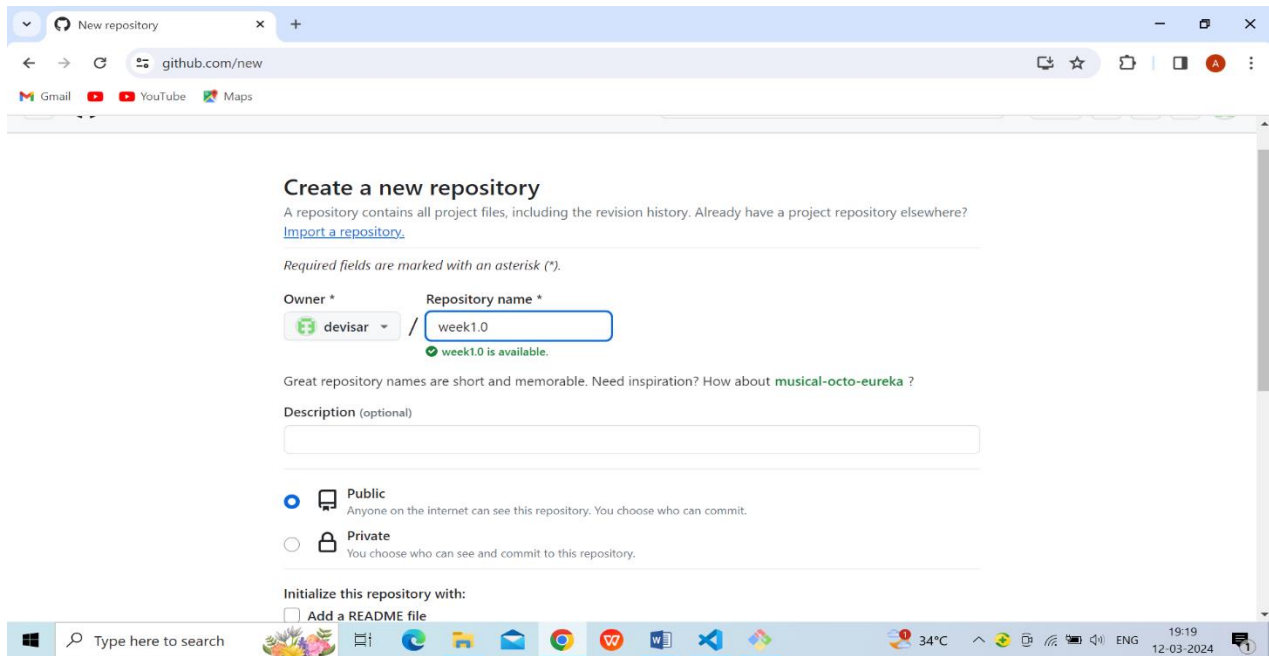 New repository
github.com/new
A
Gmail
YouTube
Maps
Create a new repository
A repository contains all project files, including the revision history. Already have a project repository elsewhere?
Import a repository.
Required fields are marked with an asterisk (*).
Owner *
Repository name *
devisar
/
week1.0
week1.0 is available.
Great repository names are short and memorable. Need inspiration? How about musical-octo-eureka ?
Description (optional)
Public
Anyone on the internet can see this repository. You choose who can commit.
Private
You choose who can see and commit to this repository.
Initialize this repository with:
Add a README file
Type here to search
W
W
1
34°C
ENG
19:19
12-03-2024
1